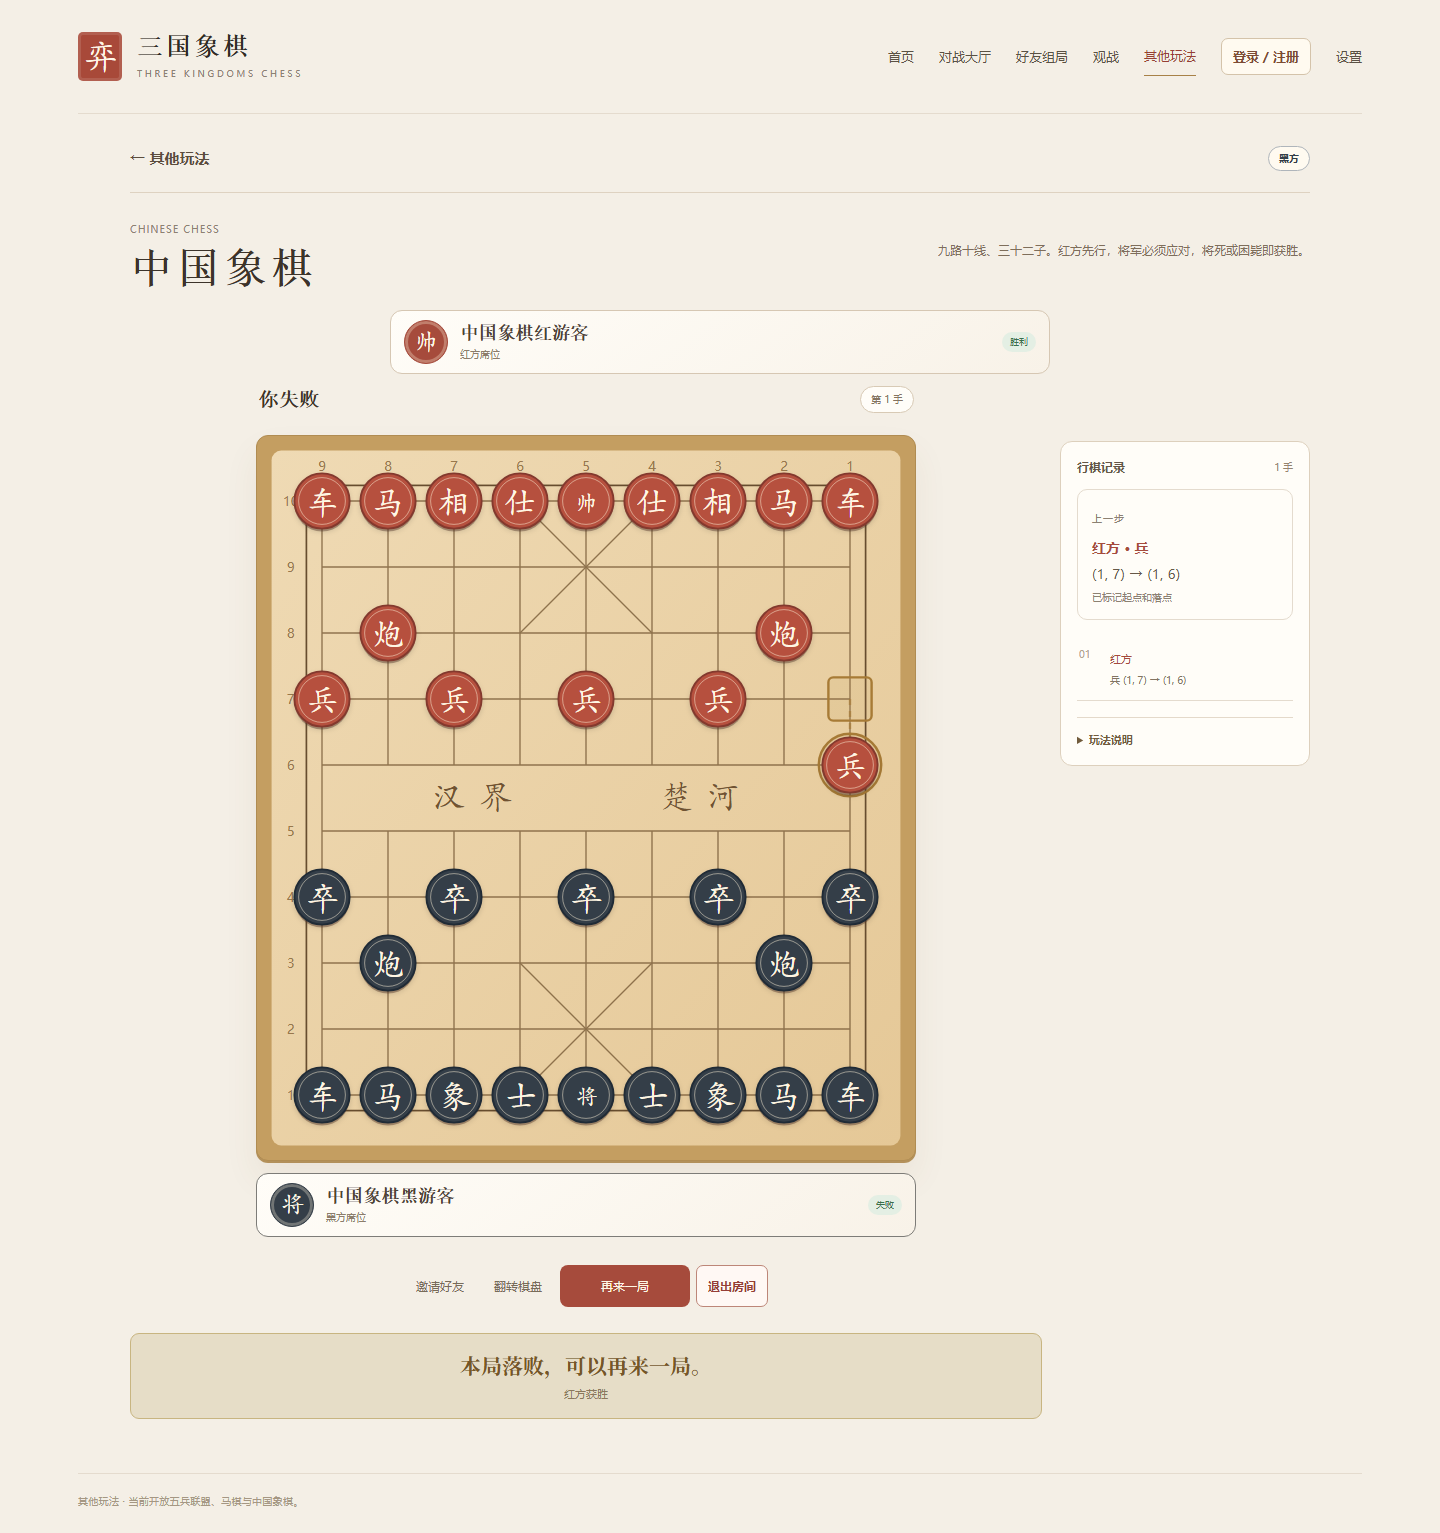 弈
三国象棋
THREE KINGDOMS CHESS
首页 对战大厅 好友组局 观战 其他玩法 登录 / 注册 设置
← 其他玩法
黑方
CHINESE CHESS
中国象棋
九路十线、三十二子。红方先行，将军必须应对，将死或困毙即获胜。
帅
中国象棋红游客
红方席位
胜利
你失败
第 1 手
9 8 7 6 5 4 3 2 1
10 车 马 相 仕 帅 仕 相 马 车
9
8 炮 炮
7 兵 兵 兵 兵
6 兵
汉界 楚河
5
4 卒 卒 卒 卒 卒
3 炮 炮
2
1 车 马 象 士 将 士 象 马 车
行棋记录 1 手
上一步
红方 • 兵
(1, 7) → (1, 6)
已标记起点和落点
01 红方
兵 (1, 7) → (1, 6)
▶ 玩法说明
将
中国象棋黑游客
黑方席位
失败
邀请好友 翻转棋盘 再来一局 退出房间
本局落败，可以再来一局。
红方获胜
其他玩法 · 当前开放五兵联盟、马棋与中国象棋。